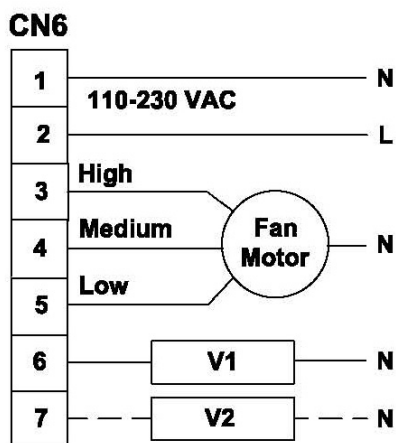 CN6
1 N
110-230 VAC
2 L
3 High
Fan
4 Medium N
Motor
5 Low
6 V1 N
7 V2 N